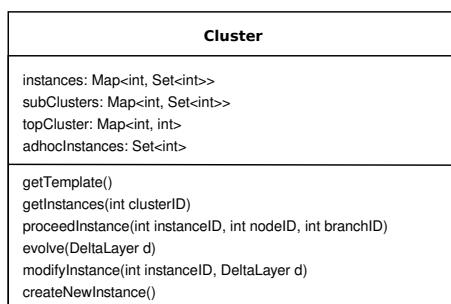 Cluster
instances: Map<int, Set<int>>
subClusters: Map<int, Set<int>>
topCluster: Map<int, int>
adhocInstances: Set<int>
getTemplate()
getInstances(int clusterID)
proceedInstance(int instanceID, int nodeID, int branchID)
evolve(DeltaLayer d)
modifyInstance(int instanceID, DeltaLayer d)
createNewInstance()